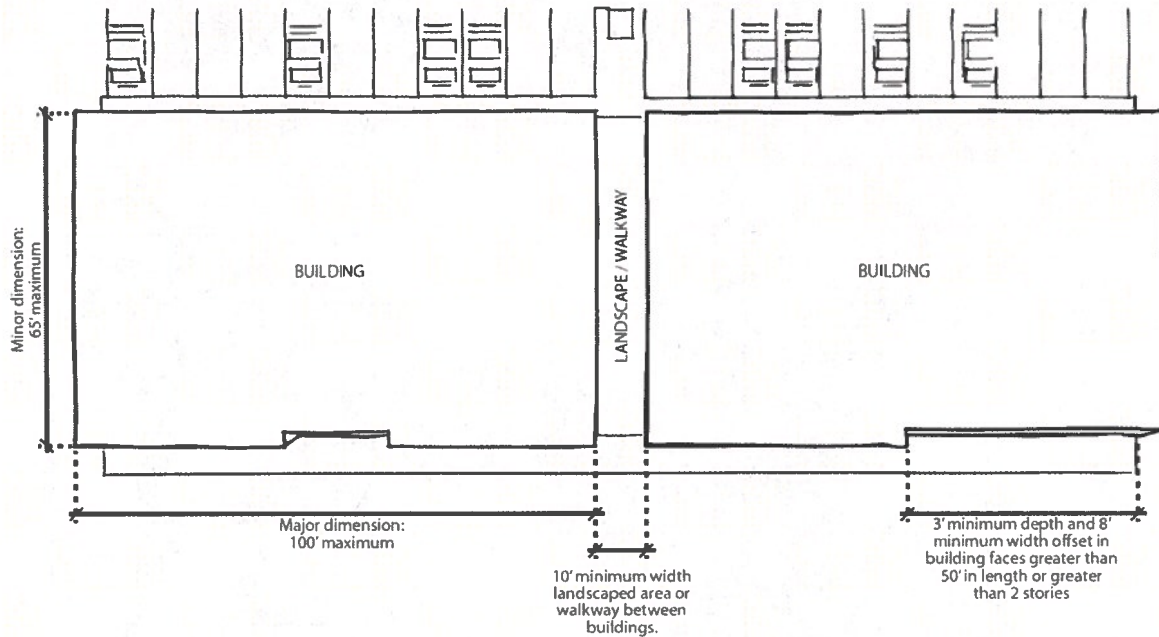 Minor dimension:
65' maximum
BUILDING
LANDSCAPE / WALKWAY
BUILDING
Major dimension:
100' maximum
10' minimum width
landscaped area or
walkway between
buildings.
3' minimum depth and 8'
minimum width offset in
building faces greater than
50' in length or greater
than 2 stories